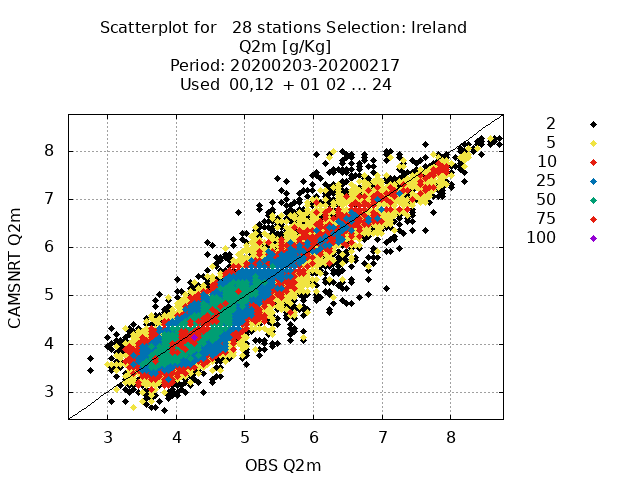 Scatterplot for   28 stations Selection: Ireland
Q2m [g/Kg]
Period: 20200203-20200217
Used  00,12  + 01 02 ... 24
2
5
10
25
50
75
100
8
7
6
5
4
3
CAMSNRT Q2m
3 4 5 6 7 8
OBS Q2m